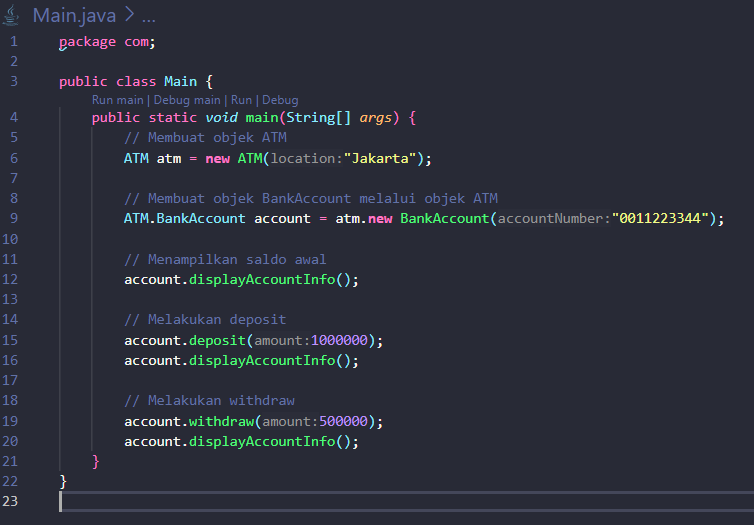 Main.java > ...
1 package com;
2
3 public class Main {
Run main | Debug main | Run | Debug
4 public static void main(String[] args) {
5 // Membuat objek ATM
6 ATM atm = new ATM(location:"Jakarta");
7
8 // Membuat objek BankAccount melalui objek ATM
9 ATM.BankAccount account = atm.new BankAccount(accountNumber:"0011223344");
10
11 // Menampilkan saldo awal
12 account.displayAccountInfo();
13
14 // Melakukan deposit
15 account.deposit(amount:1000000);
16 account.displayAccountInfo();
17
18 // Melakukan withdraw
19 account.withdraw(amount:500000);
20 account.displayAccountInfo();
21 }
22 }
23